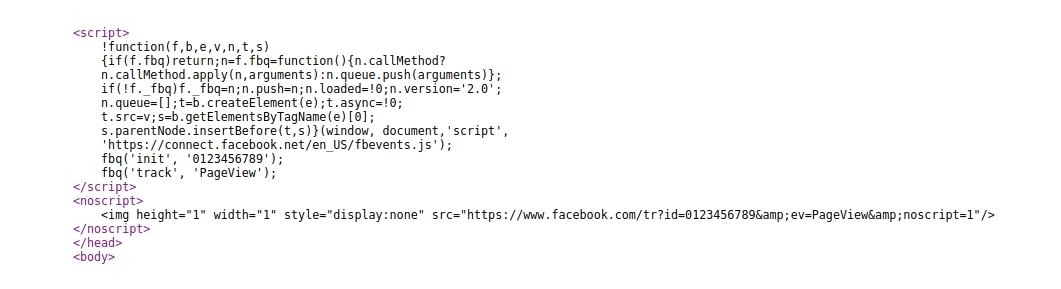 <script>
!function(f,b,e,v,n,t,s)
{if(f.fbq)return;n=f.fbq=function(){n.callMethod?
n.callMethod.apply(n,arguments):n.queue.push(arguments)};
if(!f._fbq)f._fbq=n;n.push=n;n.loaded=!0;n.version='2.0';
n.queue=[];t=b.createElement(e);t.async=!0;
t.src=v;s=b.getElementsByTagName(e)[0];
s.parentNode.insertBefore(t,s)}(window, document,'script',
'https://connect.facebook.net/en_US/fbevents.js');
fbq('init', '0123456789');
fbq('track', 'PageView');
</script>
<noscript>
<img height="1" width="1" style="display:none" src="https://www.facebook.com/tr?id=0123456789&amp;ev=PageView&amp;noscript=1"/>
</noscript>
</head>
<body>